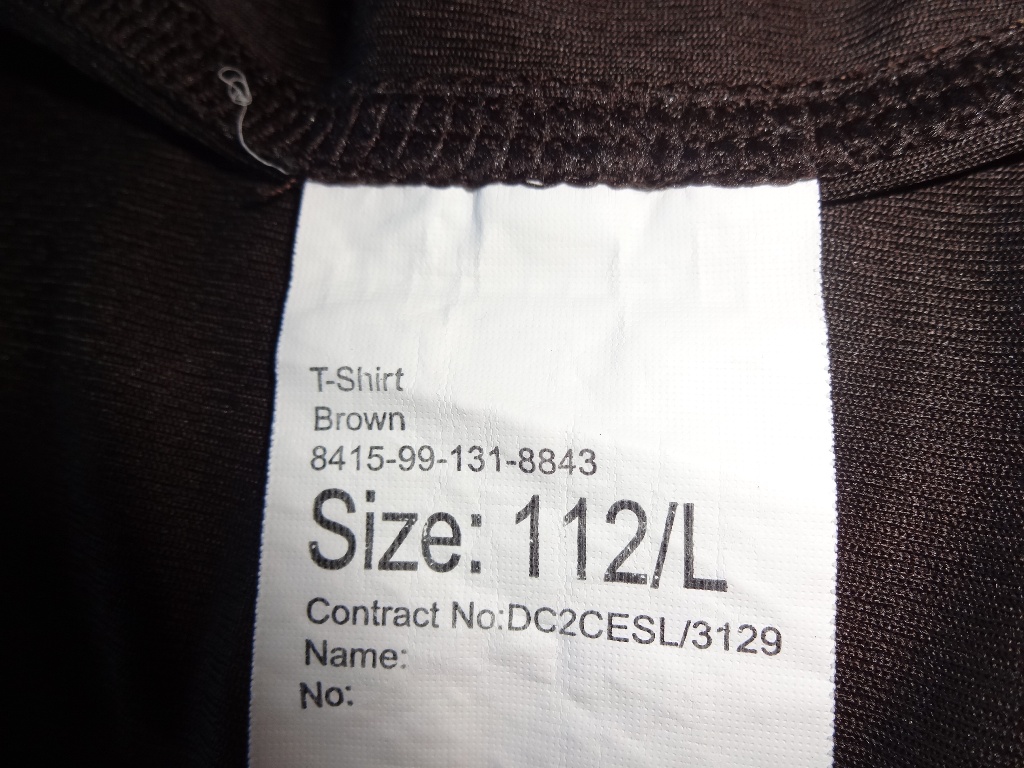 T-Shirt
Brown
8415-99-131-8843
Size: 112/L
Contract No:DC2CESL/3129
Name:
No: